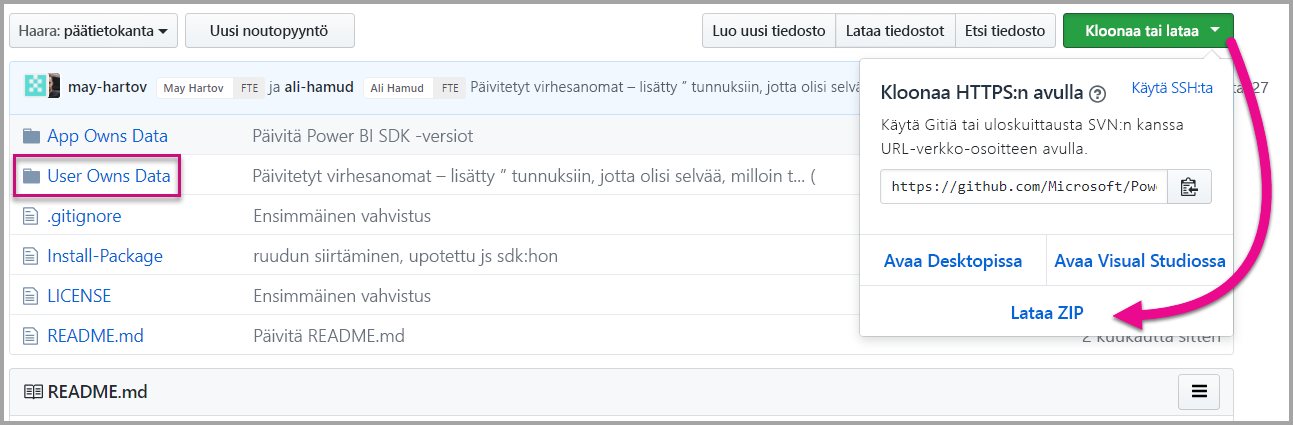 Haara: päätietokanta
Uusi noutopyyntö
Luo uusi tiedosto
Lataa tiedostot
Etsi tiedosto
Kloonaa tai lataa
may-hartov May Hartov FTE ja ali-hamud Ali Hamud FTE Päivitetyt virhesanomat – lisätty ” tunnuksiin, jotta olisi selvää
27
App Owns Data Päivitä Power BI SDK -versiot
User Owns Data Päivitetyt virhesanomat – lisätty ” tunnuksiin, jotta olisi selvää, milloin t... (
.gitignore Ensimmäinen vahvistus
Install-Package ruudun siirtäminen, upotettu js sdk:hon
LICENSE Ensimmäinen vahvistus
README.md Päivitä README.md 2 kuukautta sitten
Kloonaa HTTPS:n avulla ? Käytä SSH:ta
Käytä Gitiä tai uloskuittausta SVN:n kanssa
URL-verkko-osoitteen avulla.
https://github.com/Microsoft/Pow
Avaa Desktopissa
Avaa Visual Studiossa
Lataa ZIP
README.md